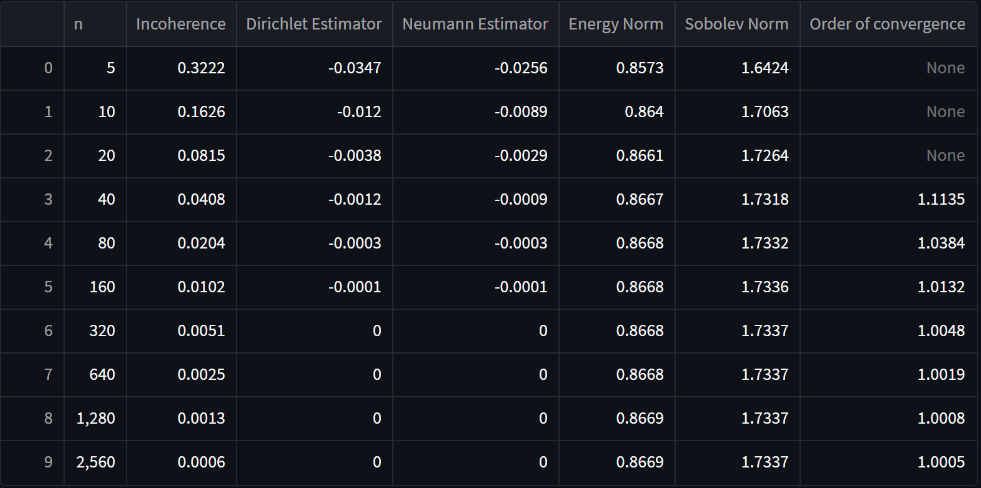 n Incoherence Dirichlet Estimator Neumann Estimator Energy Norm Sobolev Norm Order of convergence
0 5 0.3222 -0.0347 -0.0256 0.8573 1.6424 None
1 10 0.1626 -0.012 -0.0089 0.864 1.7063 None
2 20 0.0815 -0.0038 -0.0029 0.8661 1.7264 None
3 40 0.0408 -0.0012 -0.0009 0.8667 1.7318 1.1135
4 80 0.0204 -0.0003 -0.0003 0.8668 1.7332 1.0384
5 160 0.0102 -0.0001 -0.0001 0.8668 1.7336 1.0132
6 320 0.0051 0 0 0.8668 1.7337 1.0048
7 640 0.0025 0 0 0.8668 1.7337 1.0019
8 1,280 0.0013 0 0 0.8669 1.7337 1.0008
9 2,560 0.0006 0 0 0.8669 1.7337 1.0005